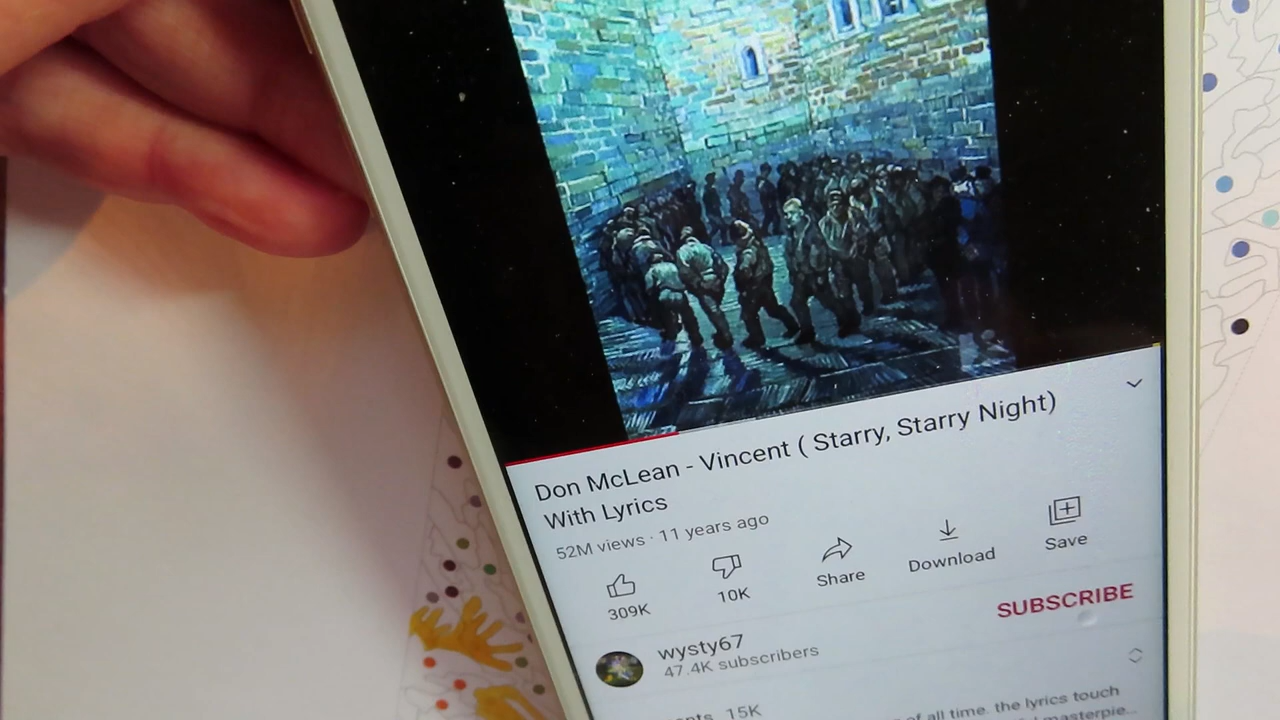 Don McLean - Vincent ( Starry, Starry Night)
With Lyrics
52M views · 11 years ago
309K
10K
Share
Download
Save
wysty67
47.4K subscribers
SUBSCRIBE
15K
of all time. the lyrics touch
masterpie...